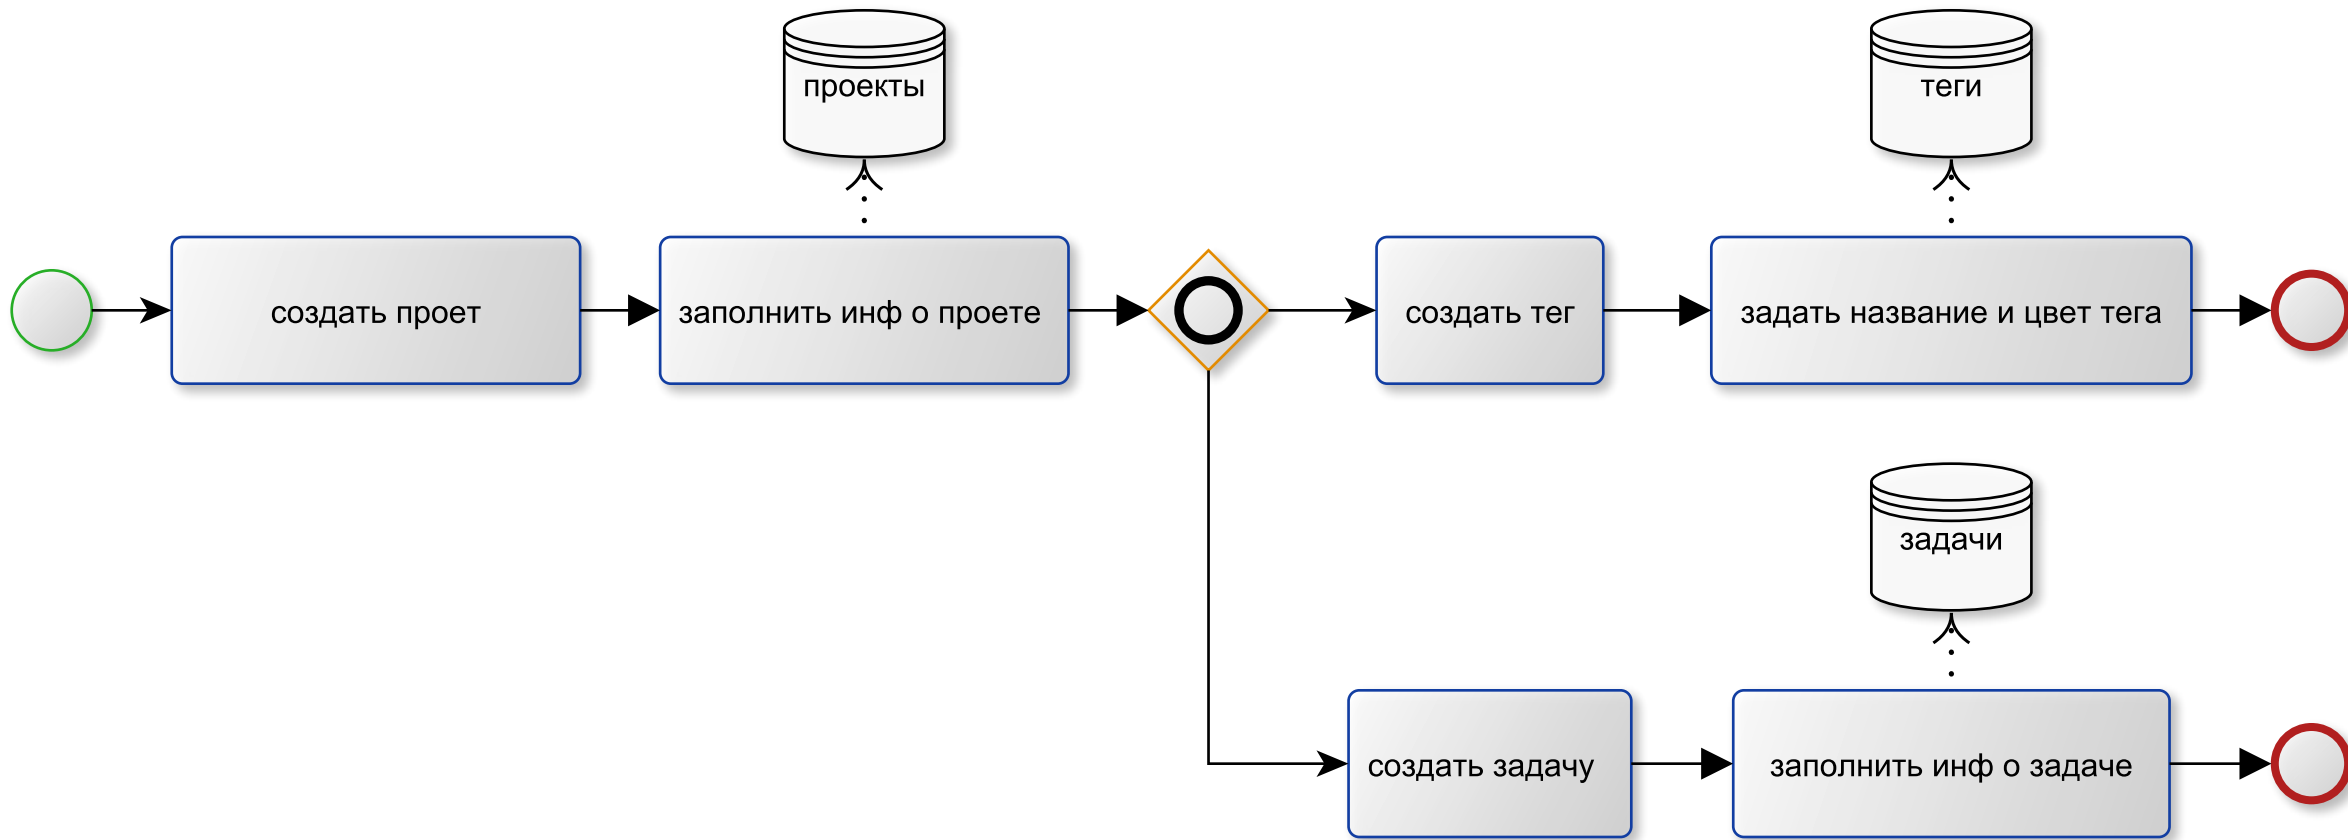 проекты
теги
создать проет
заполнить инф о проете
создать тег
задать название и цвет тега
задачи
создать задачу
заполнить инф о задаче